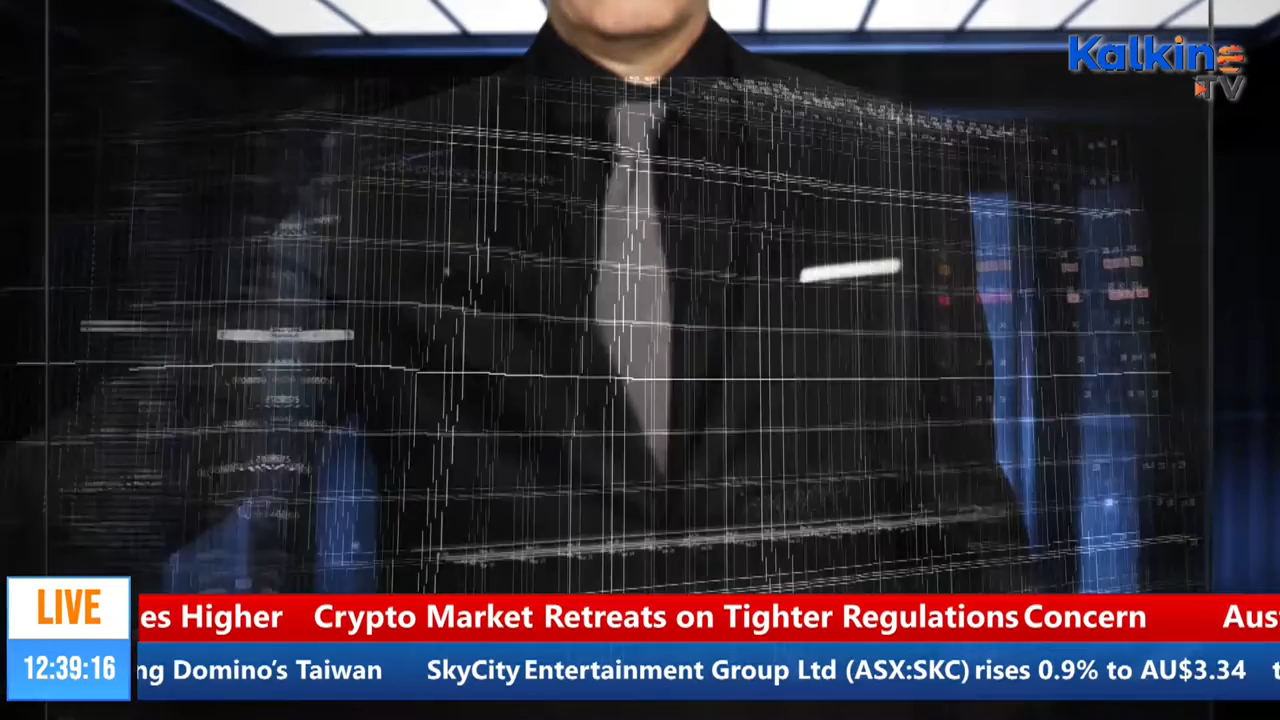 Kalkine
TV
LIVE
es Higher Crypto Market Retreats on Tighter Regulations Concern Aus
12:39:16
ng Domino's Taiwan SkyCity Entertainment Group Ltd (ASX:SKC) rises 0.9% to AU$3.34 t